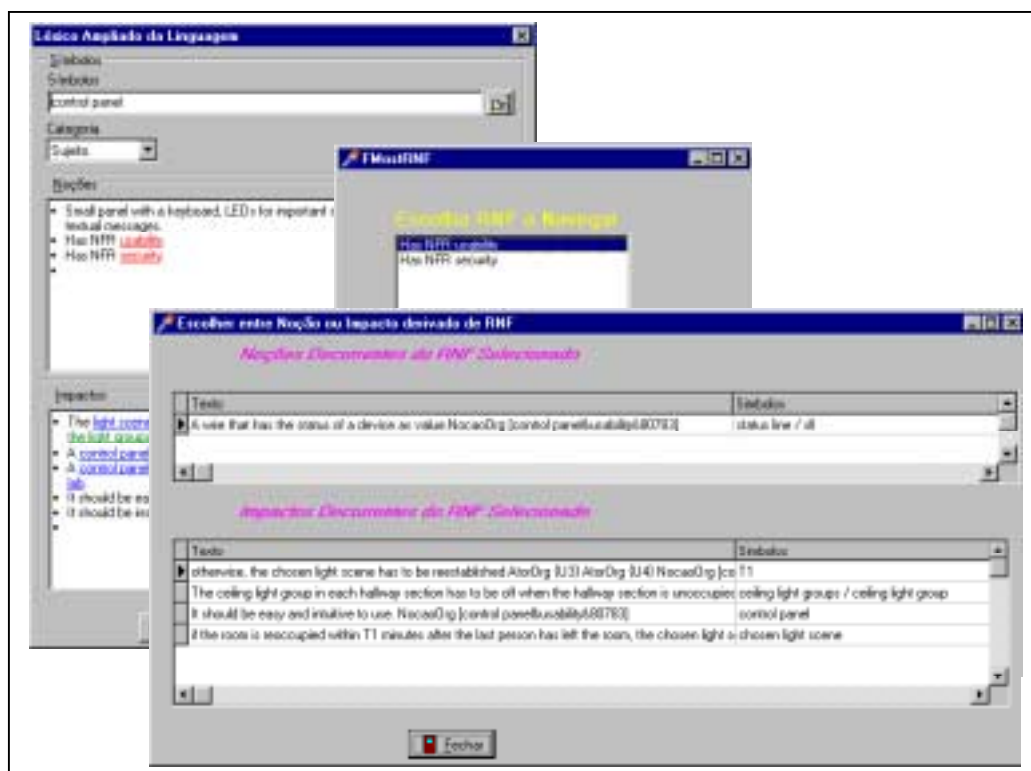 Léxico Ampliado da Linguagem
Símbolos
Símbolos
control panel
Categoria
Sujeito
Noções
• Small panel with a keyboard, LEDs for important
textual messages.
• Has NFR usability
• Has NFR security
Impactos
• The light scene
the light groups
• A control panel
• A control panel
lab.
• It should be
• It should be
FMostRNF
Escolha RNF a Navegar
Has NFR usability
Has NFR security
Escolher entre Noção ou Impacto derivado de RNF
Noções Decorrentes do RNF Selecionado
Texto Símbolos
A wire that has the status of a device as value NocaoOrg [control panel&usability&80783] status line / sll
Impactos Decorrentes do RNF Selecionado
Texto Símbolos
otherwise, the chosen light scene has to be reestablished AtorOrg (U3) AtorOrg (U4) NocaoOrg [co T1
The ceiling light group in each hallway section has to be off when the hallway section is unoccupied ceiling light groups / ceiling light group
It should be easy and intuitive to use. NocaoOrg [control panel&usability&80783] control panel
if the room is reoccupied within T1 minutes after the last person has left the room, the chosen light s chosen light scene
Fechar